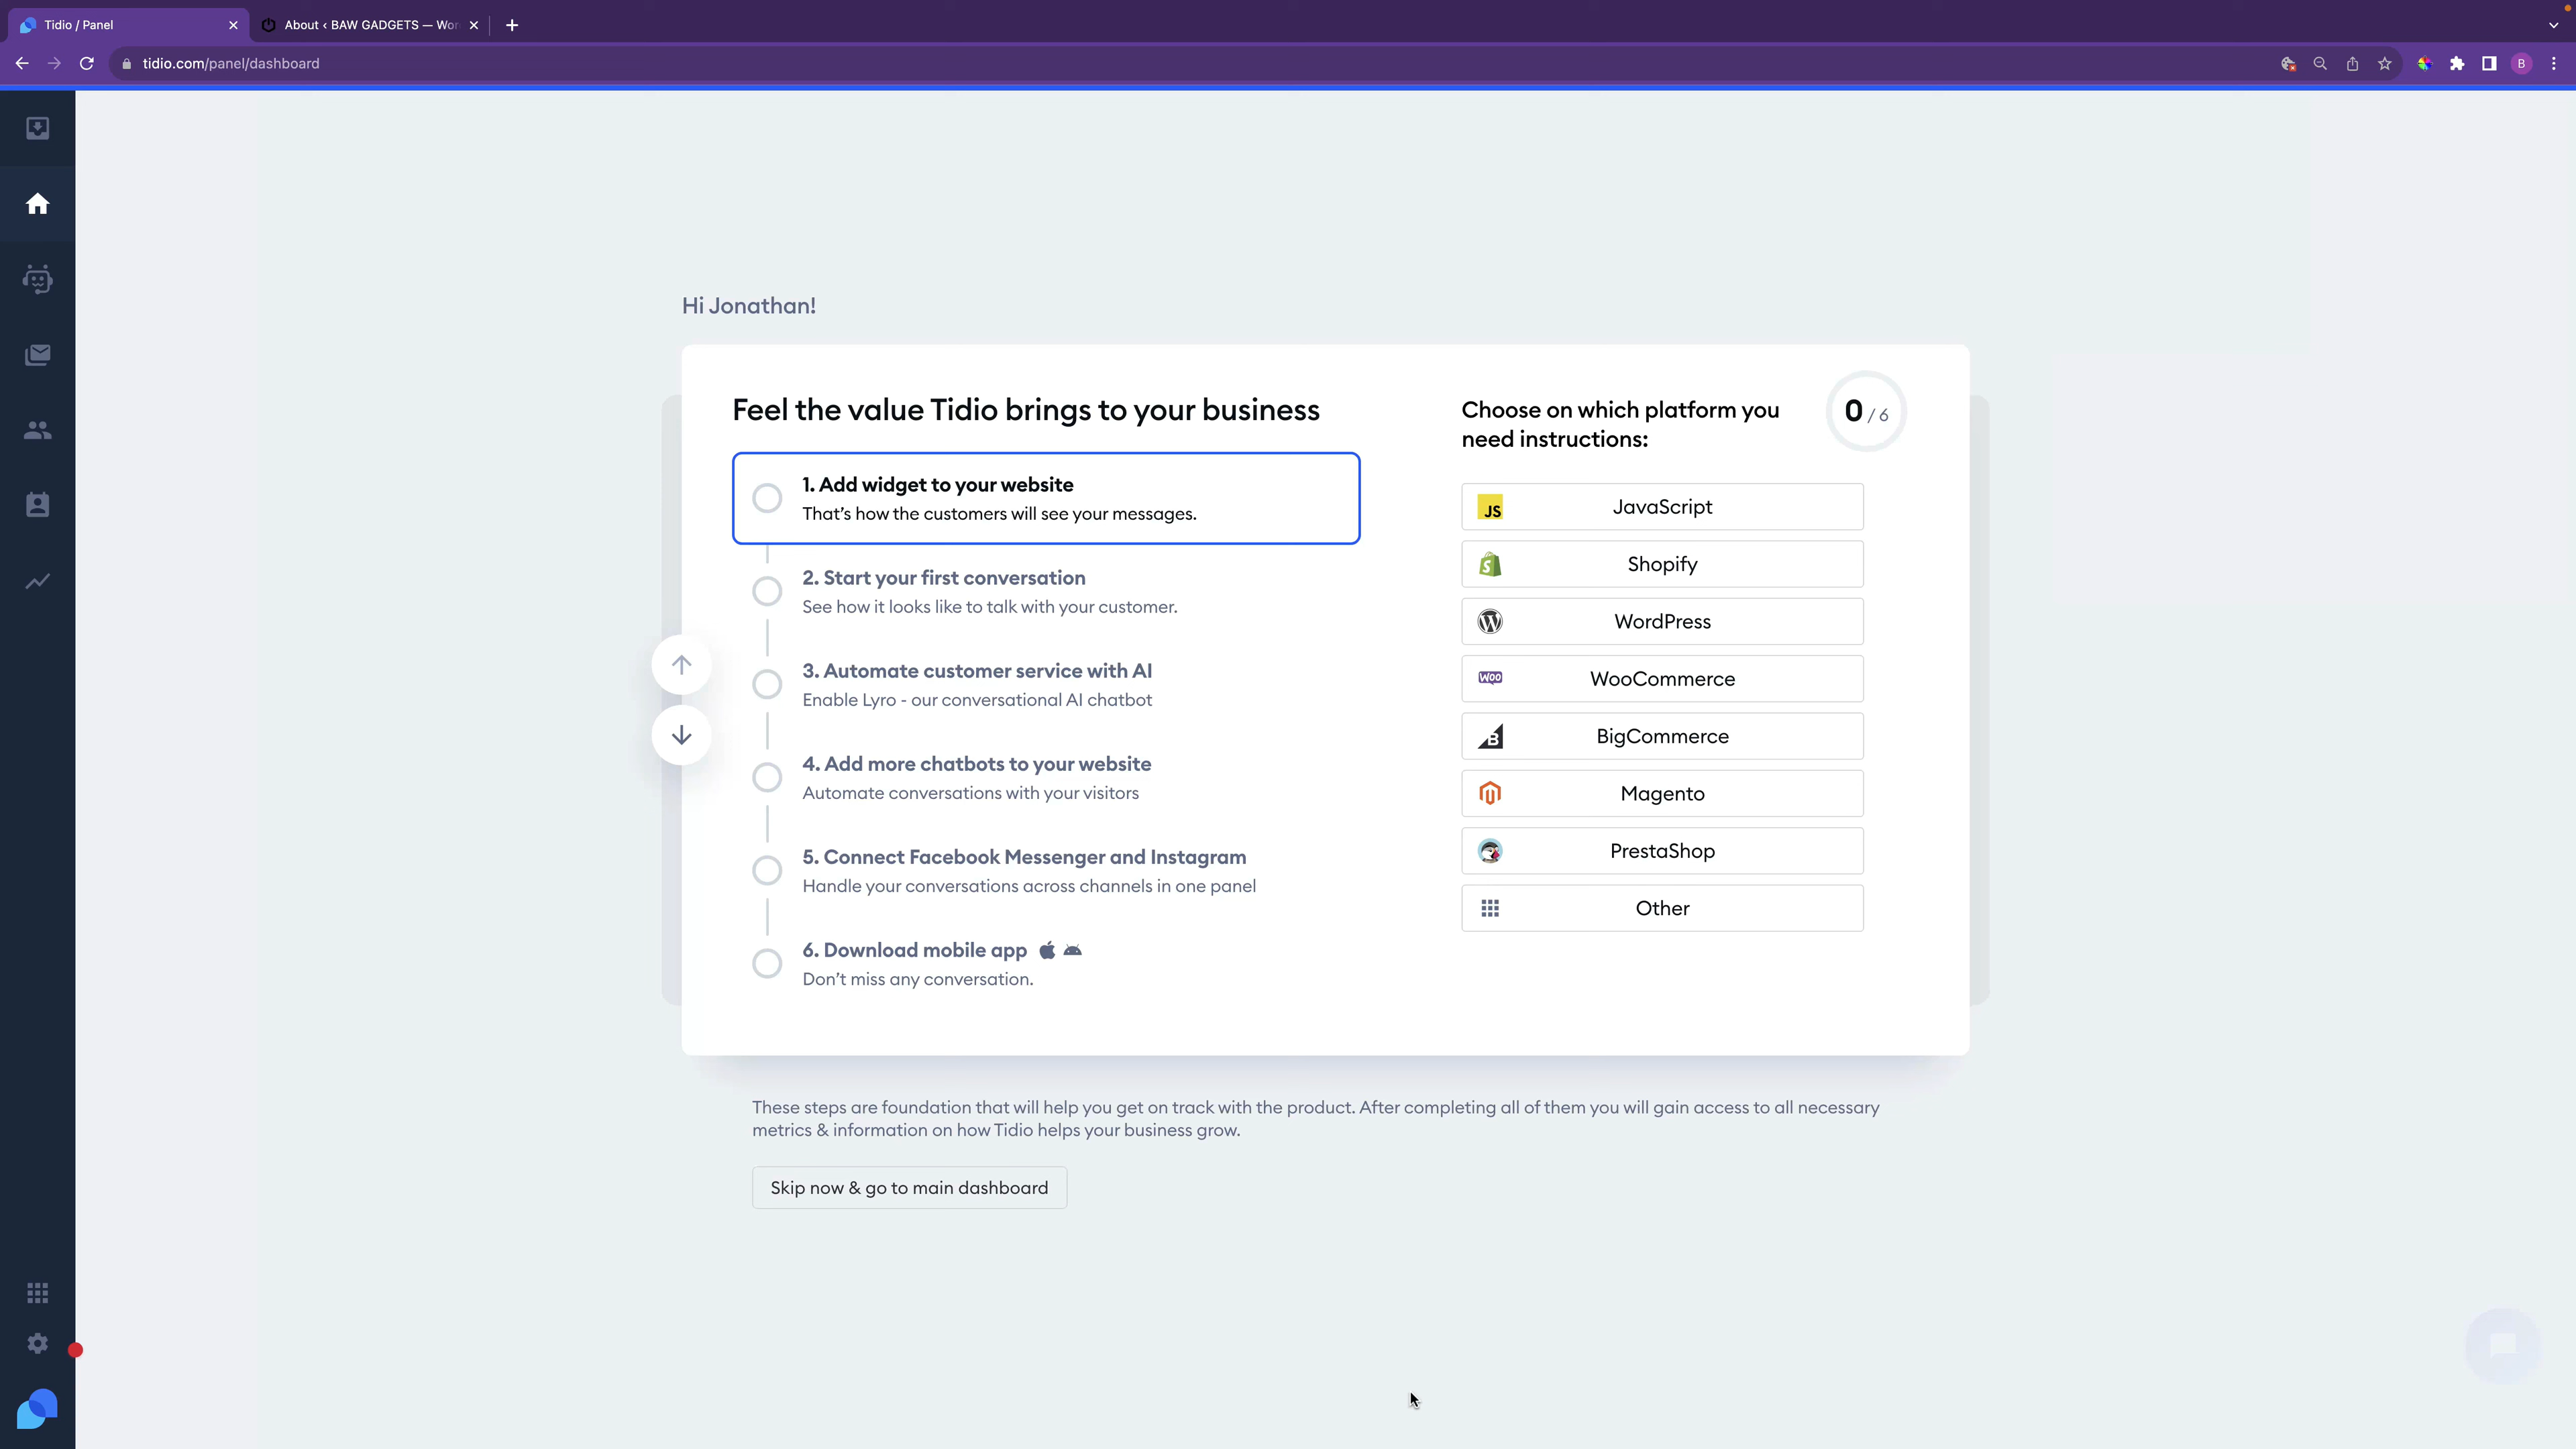 Tidio / Panel
About ‹ BAW GADGETS — Wor
tidio.com/panel/dashboard
B
Hi Jonathan!
Feel the value Tidio brings to your business
1. Add widget to your website
That's how the customers will see your messages.
2. Start your first conversation
See how it looks like to talk with your customer.
3. Automate customer service with AI
Enable Lyro - our conversational AI chatbot
4. Add more chatbots to your website
Automate conversations with your visitors
5. Connect Facebook Messenger and Instagram
Handle your conversations across channels in one panel
6. Download mobile app
Don't miss any conversation.
Choose on which platform you
need instructions:
0 / 6
JS JavaScript
Shopify
WordPress
WOO WooCommerce
BigCommerce
Magento
PrestaShop
Other
These steps are foundation that will help you get on track with the product. After completing all of them you will gain access to all necessary
metrics & information on how Tidio helps your business grow.
Skip now & go to main dashboard